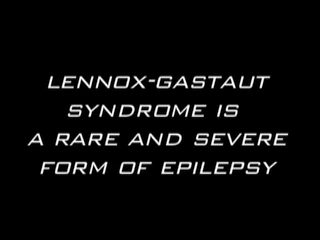 LENNOX-GASTAUT
SYNDROME IS
A RARE AND SEVERE
FORM OF EPILEPSY